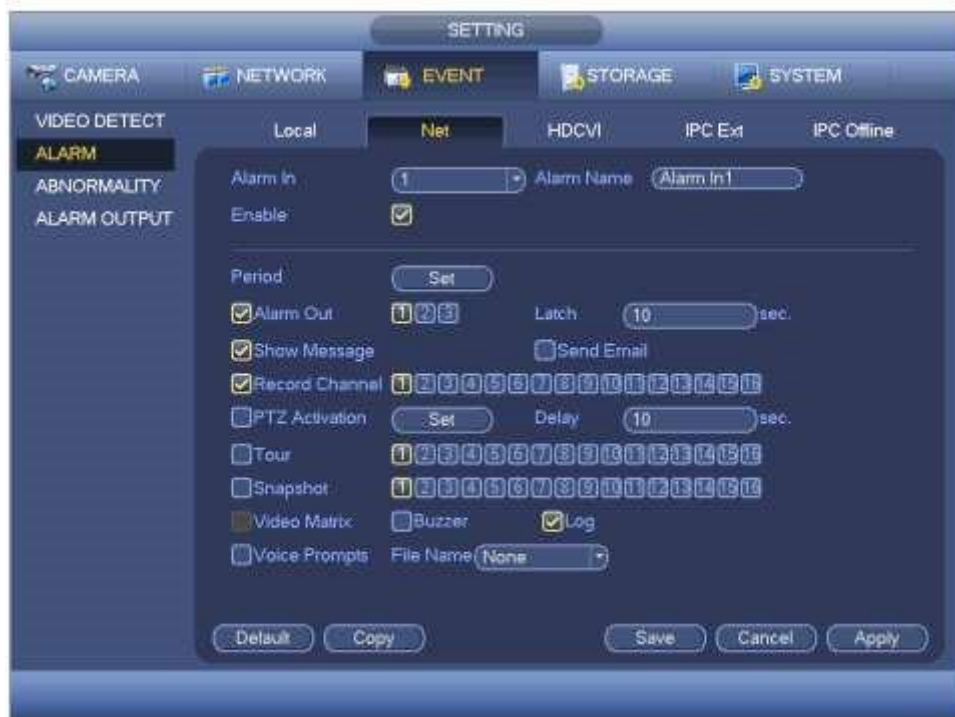 SETTING
CAMERA NETWORK EVENT STORAGE SYSTEM
VIDEO DETECT
ALARM
ABNORMALITY
ALARM OUTPUT
Local Net HDCVI IPC Ext IPC Offline
Alarm In 1 Alarm Name Alarm In1
Enable
Period Set
Alarm Out 1 2 3 Latch 10 sec.
Show Message Send Email
Record Channel 1 2 3 4 5 6 7 8 9 10 11 12 13 14 15 16
PTZ Activation Set Delay 10 sec.
Tour 1 2 3 4 5 6 7 8 9 10 11 12 13 14 15 16
Snapshot 1 2 3 4 5 6 7 8 9 10 11 12 13 14 15 16
Video Matrix Buzzer Log
Voice Prompts File Name None
Default Copy Save Cancel Apply